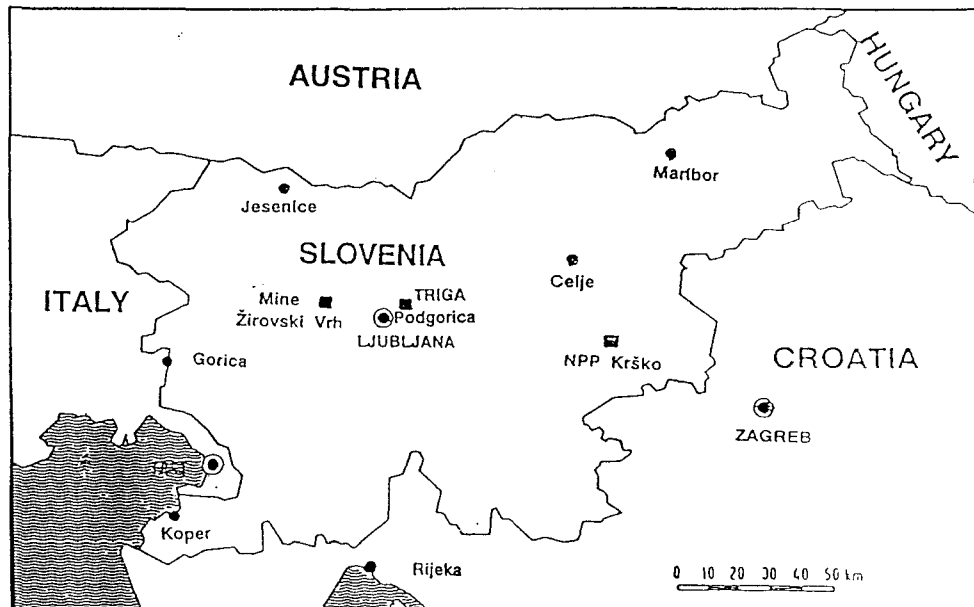 AUSTRIA
HUNGARY
Maribor
Jesenice
SLOVENIA
Celje
ITALY
Mine
Žirovski Vrh
TRIGA
Podgorica
LJUBLJANA
NPP Krško
Gorica
CROATIA
ZAGREB
Koper
Rijeka
0 10 20 30 40 50 km